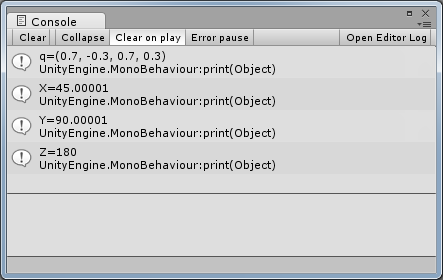 Console
Clear Collapse Clear on play Error pause Open Editor Log
q=(0.7, -0.3, 0.7, 0.3)
UnityEngine.MonoBehaviour:print(Object)
X=45.00001
UnityEngine.MonoBehaviour:print(Object)
Y=90.00001
UnityEngine.MonoBehaviour:print(Object)
Z=180
UnityEngine.MonoBehaviour:print(Object)